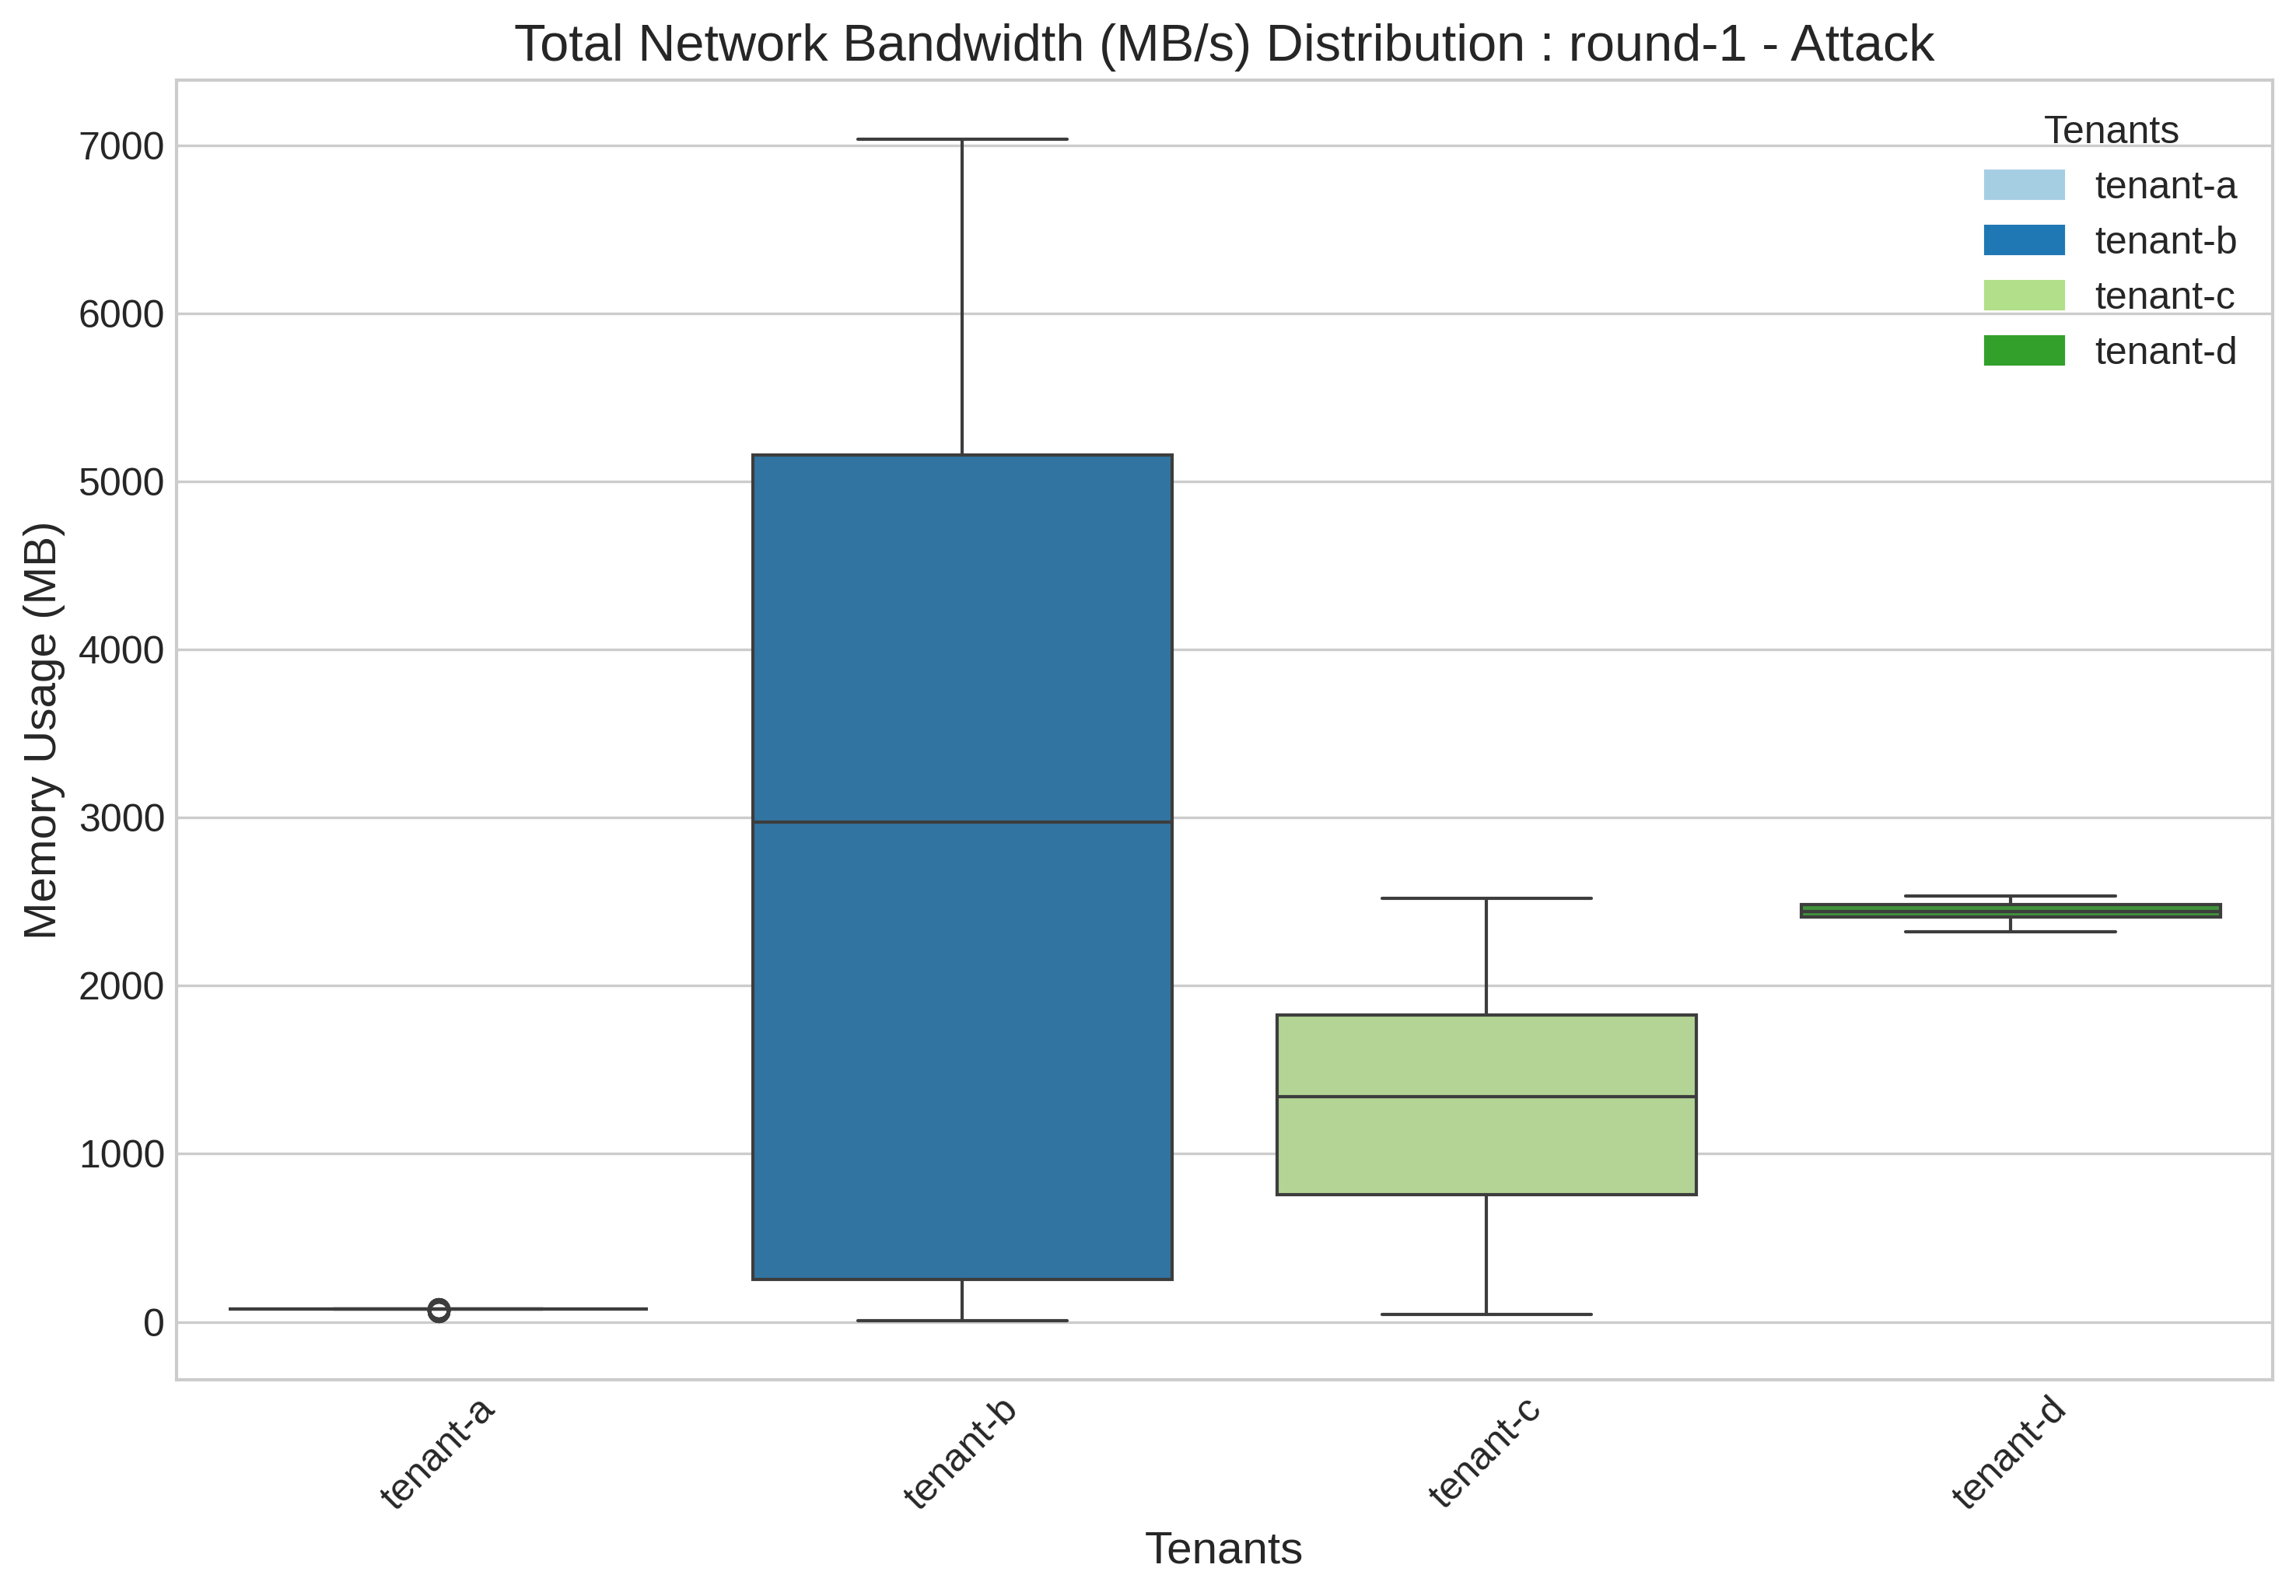 Total Network Bandwidth (MB/s) Distribution : round-1 - Attack
Memory Usage (MB)
7000
6000
5000
4000
3000
2000
1000
0
Tenants
tenant-a
tenant-b
tenant-c
tenant-d
tenant-a
tenant-b
tenant-c
tenant-d
Tenants